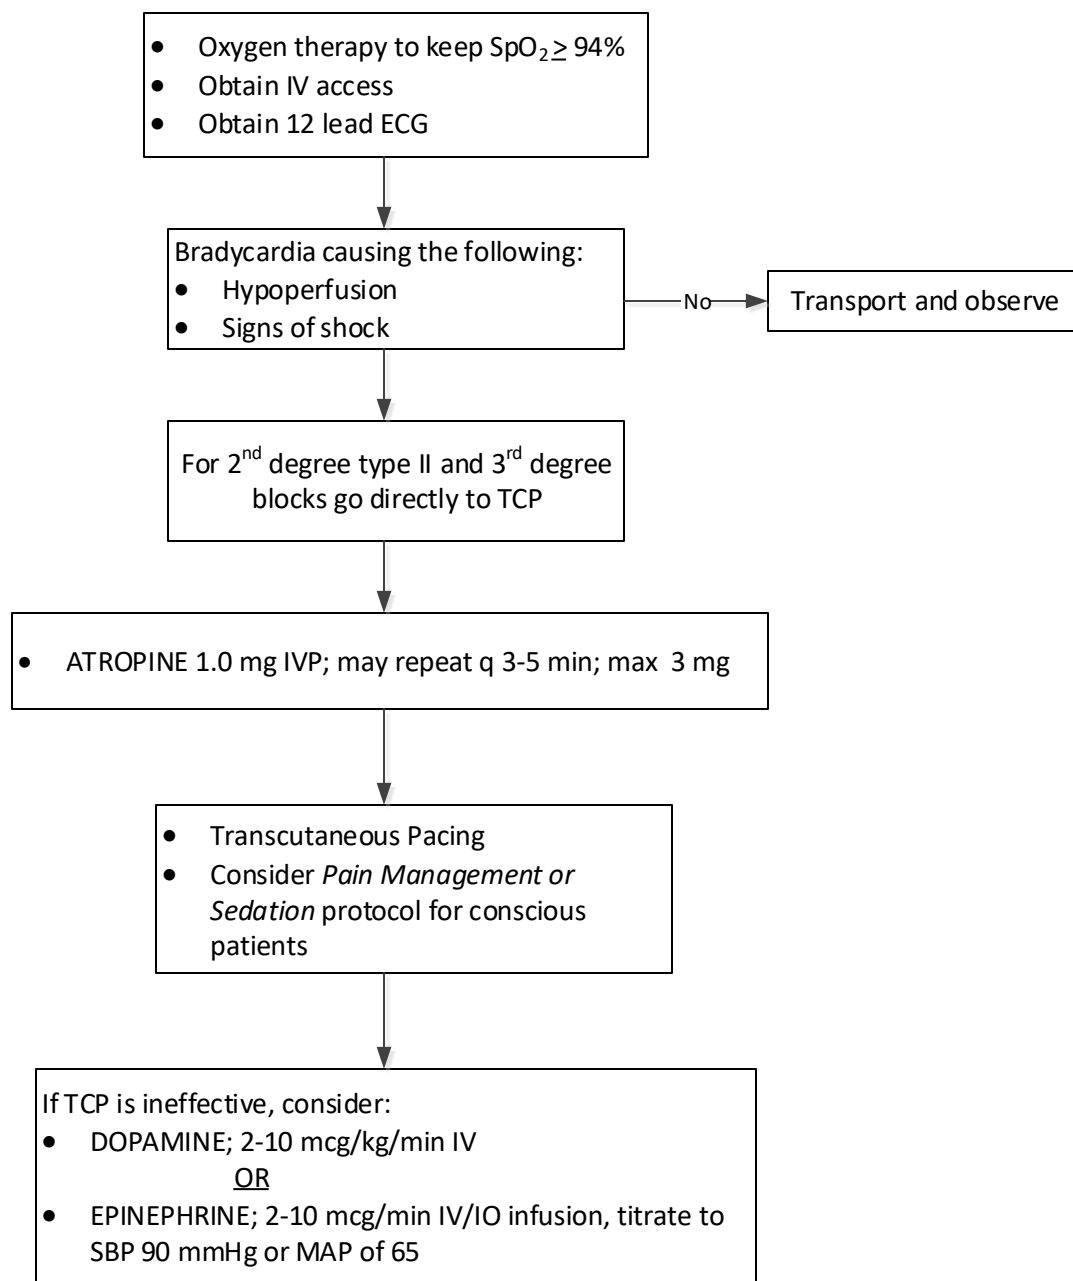 • Oxygen therapy to keep SpO₂ ≥ 94%
• Obtain IV access
• Obtain 12 lead ECG
Bradycardia causing the following:
• Hypoperfusion
• Signs of shock
No
Transport and observe
For 2nd degree type II and 3rd degree
blocks go directly to TCP
• ATROPINE 1.0 mg IVP; may repeat q 3-5 min; max 3 mg
• Transcutaneous Pacing
• Consider Pain Management or
Sedation protocol for conscious
patients
If TCP is ineffective, consider:
• DOPAMINE; 2-10 mcg/kg/min IV
OR
• EPINEPHRINE; 2-10 mcg/min IV/IO infusion, titrate to
SBP 90 mmHg or MAP of 65